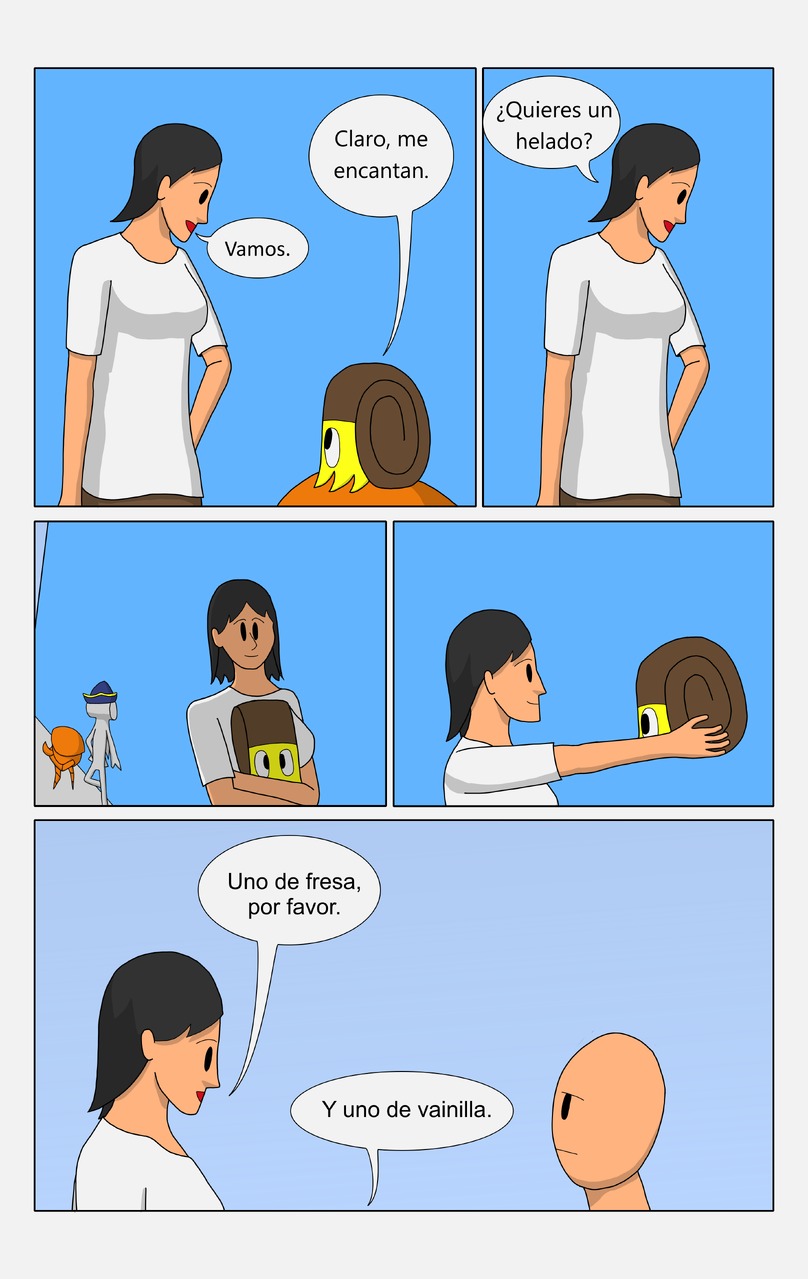 ¿Quieres un
helado?
Claro, me
encantan.
Vamos.
Uno de fresa,
por favor.
Y uno de vainilla.